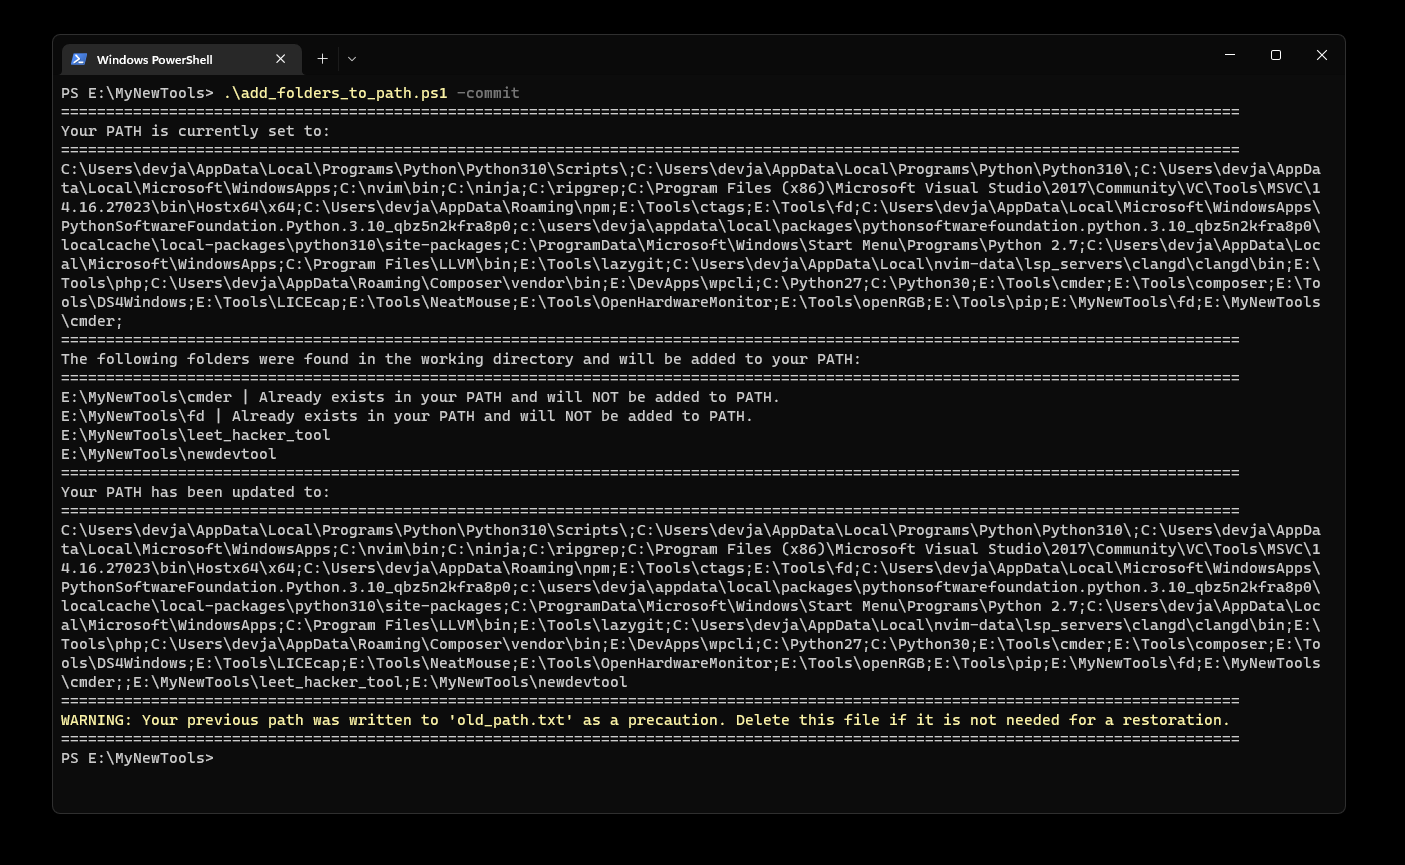 Windows PowerShell
PS E:\MyNewTools> .\add_folders_to_path.ps1 -commit
===================================================================================================================================
Your PATH is currently set to:
===================================================================================================================================
C:\Users\devja\AppData\Local\Programs\Python\Python310\Scripts\;C:\Users\devja\AppData\Local\Programs\Python\Python310\;C:\Users\devja\AppDa
ta\Local\Microsoft\WindowsApps;C:\nvim\bin;C:\ninja;C:\ripgrep;C:\Program Files (x86)\Microsoft Visual Studio\2017\Community\VC\Tools\MSVC\1
4.16.27023\bin\Hostx64\x64;C:\Users\devja\AppData\Roaming\npm;E:\Tools\ctags;E:\Tools\fd;C:\Users\devja\AppData\Local\Microsoft\WindowsApps\
PythonSoftwareFoundation.Python.3.10_qbz5n2kfra8p0;c:\users\devja\appdata\local\packages\pythonsoftwarefoundation.python.3.10_qbz5n2kfra8p0\
localcache\local-packages\python310\site-packages;C:\ProgramData\Microsoft\Windows\Start Menu\Programs\Python 2.7;C:\Users\devja\AppData\Loc
al\Microsoft\WindowsApps;C:\Program Files\LLVM\bin;E:\Tools\lazygit;C:\Users\devja\AppData\Local\nvim-data\lsp_servers\clangd\clangd\bin;E:\
Tools\php;C:\Users\devja\AppData\Roaming\Composer\vendor\bin;E:\DevApps\wpcli;C:\Python27;C:\Python30;E:\Tools\cmder;E:\Tools\composer;E:\To
ols\DS4Windows;E:\Tools\LICEcap;E:\Tools\NeatMouse;E:\Tools\OpenHardwareMonitor;E:\Tools\openRGB;E:\Tools\pip;E:\MyNewTools\fd;E:\MyNewTools
\cmder;
===================================================================================================================================
The following folders were found in the working directory and will be added to your PATH:
===================================================================================================================================
E:\MyNewTools\cmder | Already exists in your PATH and will NOT be added to PATH.
E:\MyNewTools\fd | Already exists in your PATH and will NOT be added to PATH.
E:\MyNewTools\leet_hacker_tool
E:\MyNewTools\newdevtool
===================================================================================================================================
Your PATH has been updated to:
===================================================================================================================================
C:\Users\devja\AppData\Local\Programs\Python\Python310\Scripts\;C:\Users\devja\AppData\Local\Programs\Python\Python310\;C:\Users\devja\AppDa
ta\Local\Microsoft\WindowsApps;C:\nvim\bin;C:\ninja;C:\ripgrep;C:\Program Files (x86)\Microsoft Visual Studio\2017\Community\VC\Tools\MSVC\1
4.16.27023\bin\Hostx64\x64;C:\Users\devja\AppData\Roaming\npm;E:\Tools\ctags;E:\Tools\fd;C:\Users\devja\AppData\Local\Microsoft\WindowsApps\
PythonSoftwareFoundation.Python.3.10_qbz5n2kfra8p0;c:\users\devja\appdata\local\packages\pythonsoftwarefoundation.python.3.10_qbz5n2kfra8p0\
localcache\local-packages\python310\site-packages;C:\ProgramData\Microsoft\Windows\Start Menu\Programs\Python 2.7;C:\Users\devja\AppData\Loc
al\Microsoft\WindowsApps;C:\Program Files\LLVM\bin;E:\Tools\lazygit;C:\Users\devja\AppData\Local\nvim-data\lsp_servers\clangd\clangd\bin;E:\
Tools\php;C:\Users\devja\AppData\Roaming\Composer\vendor\bin;E:\DevApps\wpcli;C:\Python27;C:\Python30;E:\Tools\cmder;E:\Tools\composer;E:\To
ols\DS4Windows;E:\Tools\LICEcap;E:\Tools\NeatMouse;E:\Tools\OpenHardwareMonitor;E:\Tools\openRGB;E:\Tools\pip;E:\MyNewTools\fd;E:\MyNewTools
\cmder;;E:\MyNewTools\leet_hacker_tool;E:\MyNewTools\newdevtool
===================================================================================================================================
WARNING: Your previous path was written to 'old_path.txt' as a precaution. Delete this file if it is not needed for a restoration.
===================================================================================================================================
PS E:\MyNewTools>